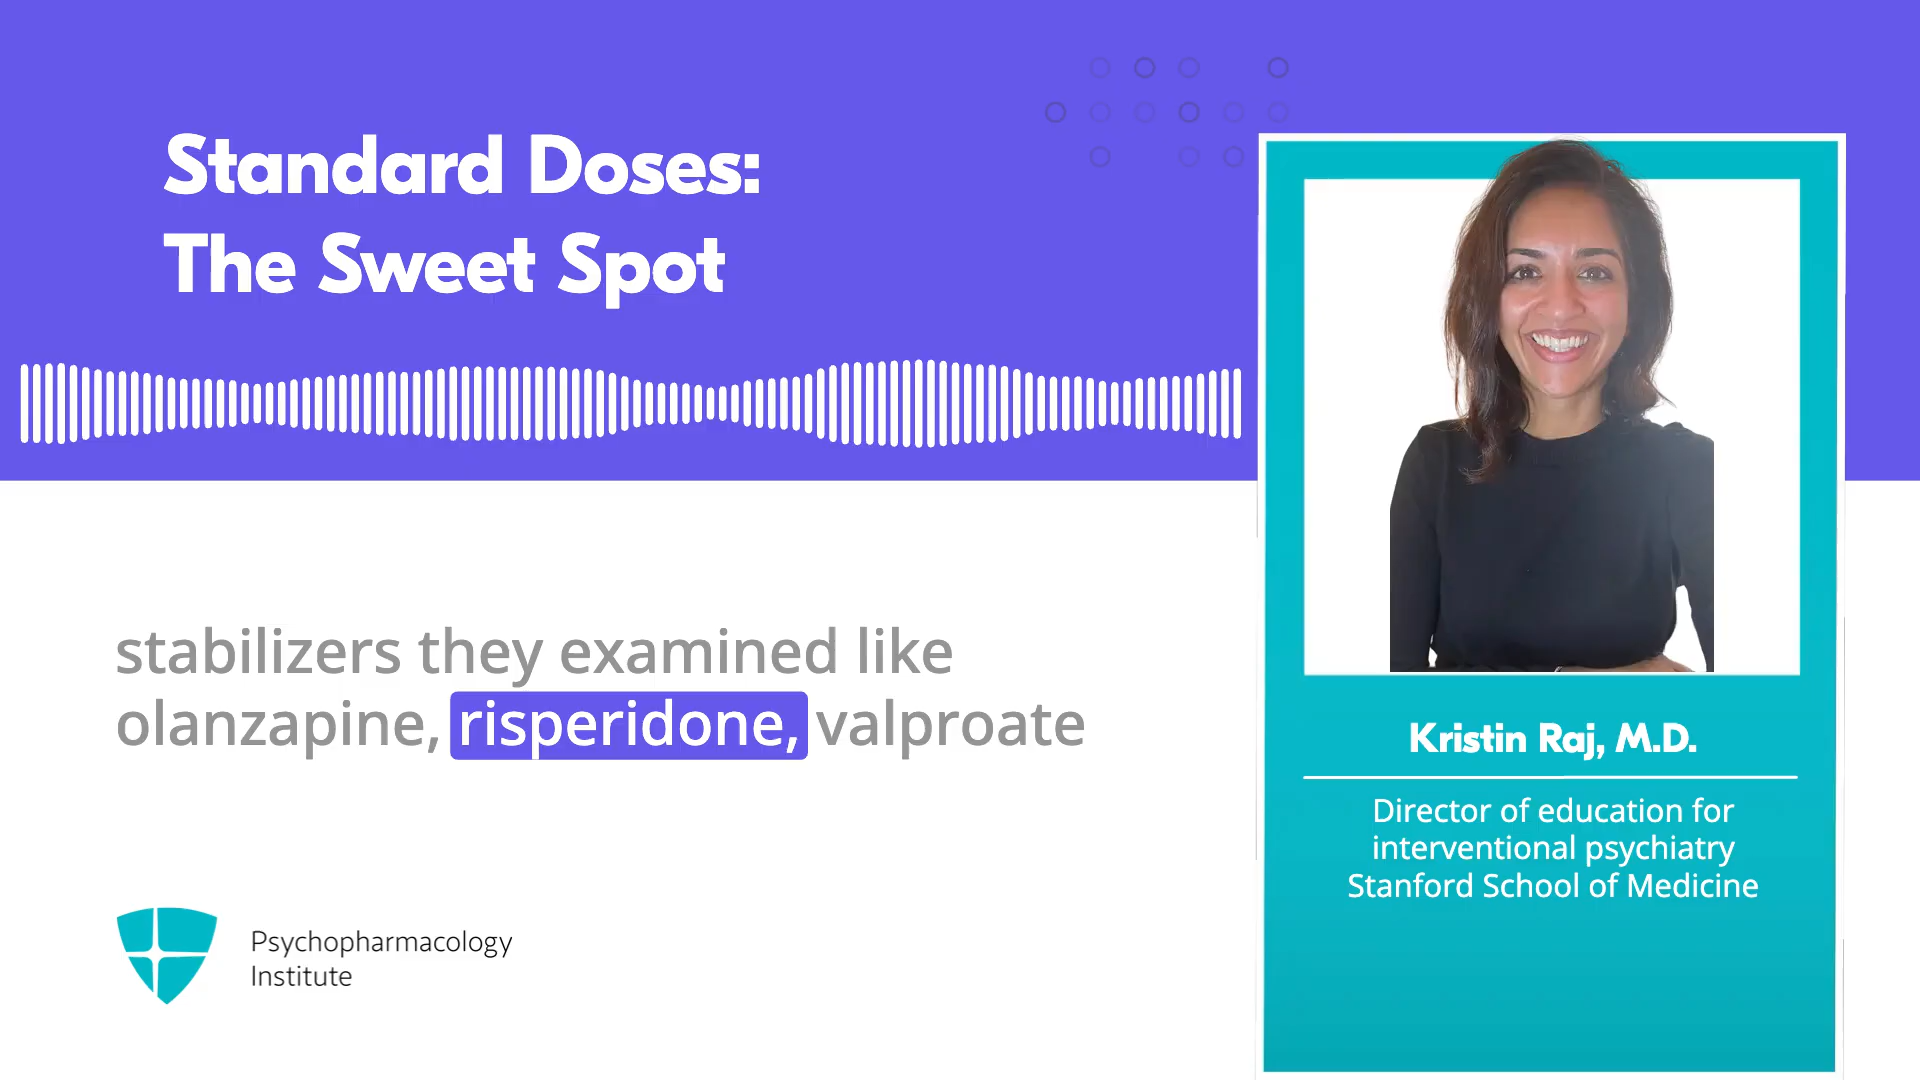 Standard Doses:
The Sweet Spot
stabilizers they examined like
olanzapine, risperidone, valproate
Psychopharmacology
Institute
Kristin Raj, M.D.
Director of education for
interventional psychiatry
Stanford School of Medicine